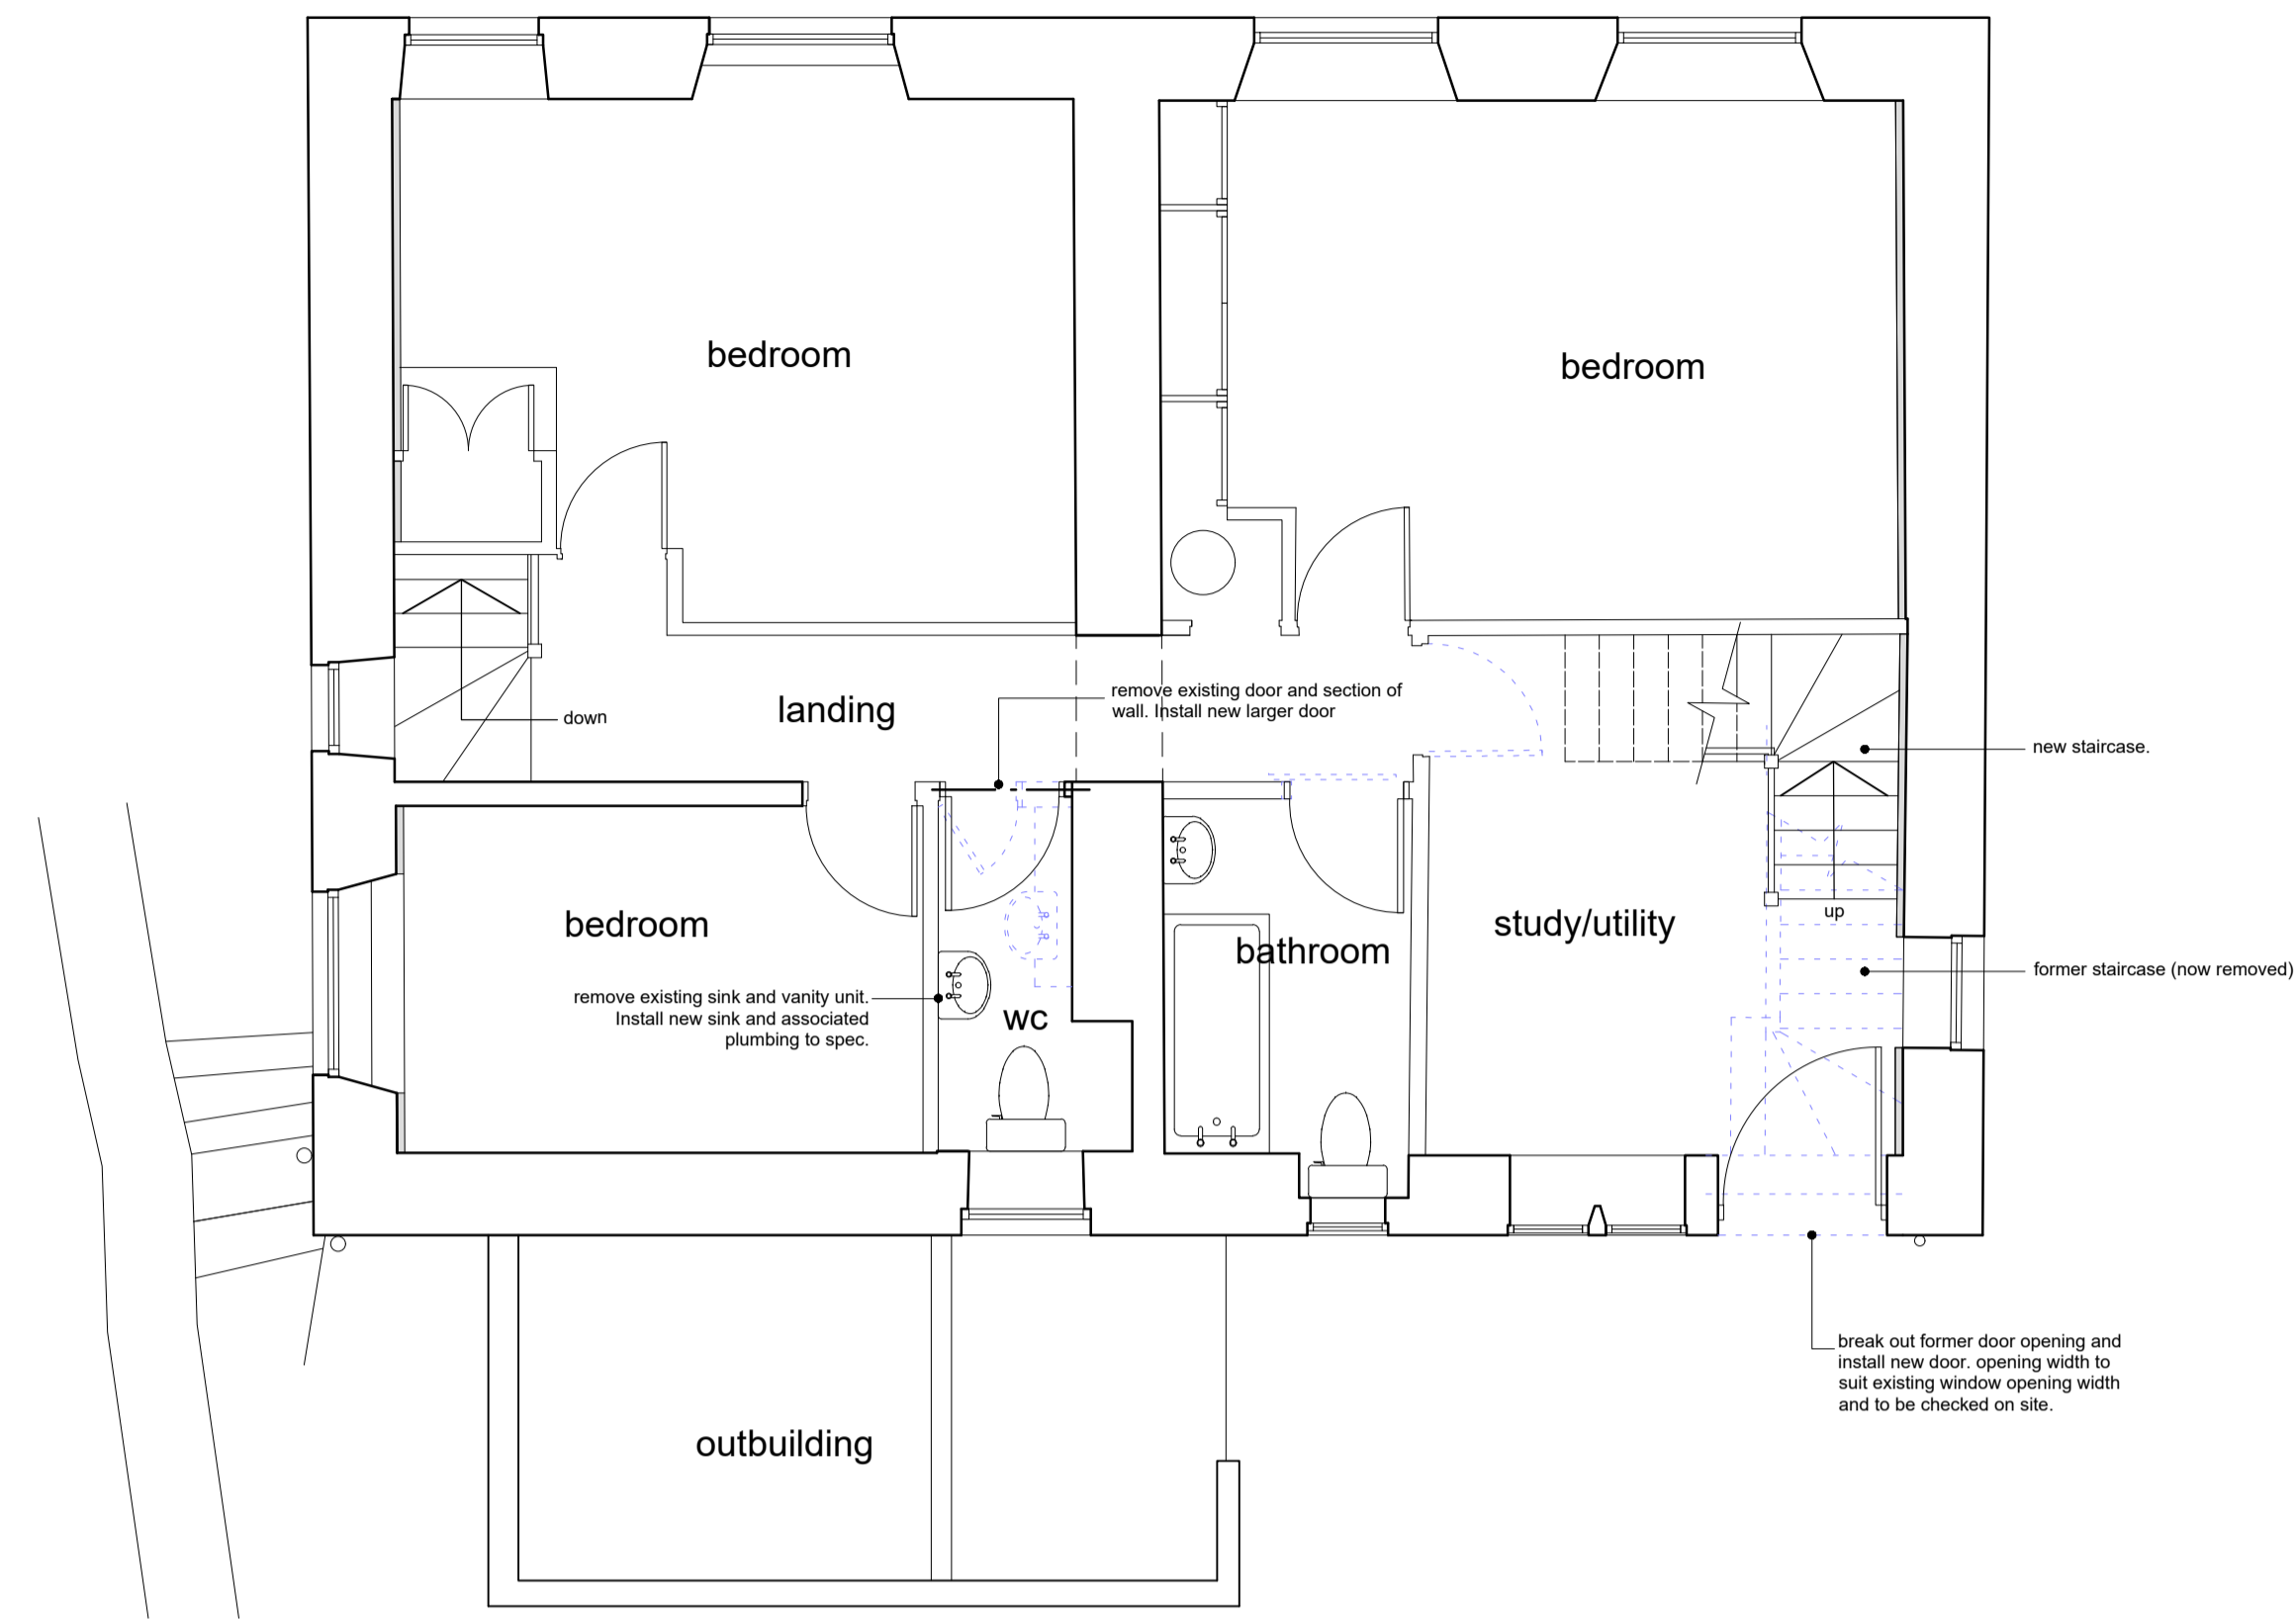 bedroom
bedroom
remove existing door and section of
wall. Install new larger door
landing
down
new staircase.
bedroom
study/utility
up
bathroom
former staircase (now removed)
remove existing sink and vanity unit.
Install new sink and associated
plumbing to spec.
wc
break out former door opening and
install new door. opening width to
suit existing window opening width
and to be checked on site.
outbuilding